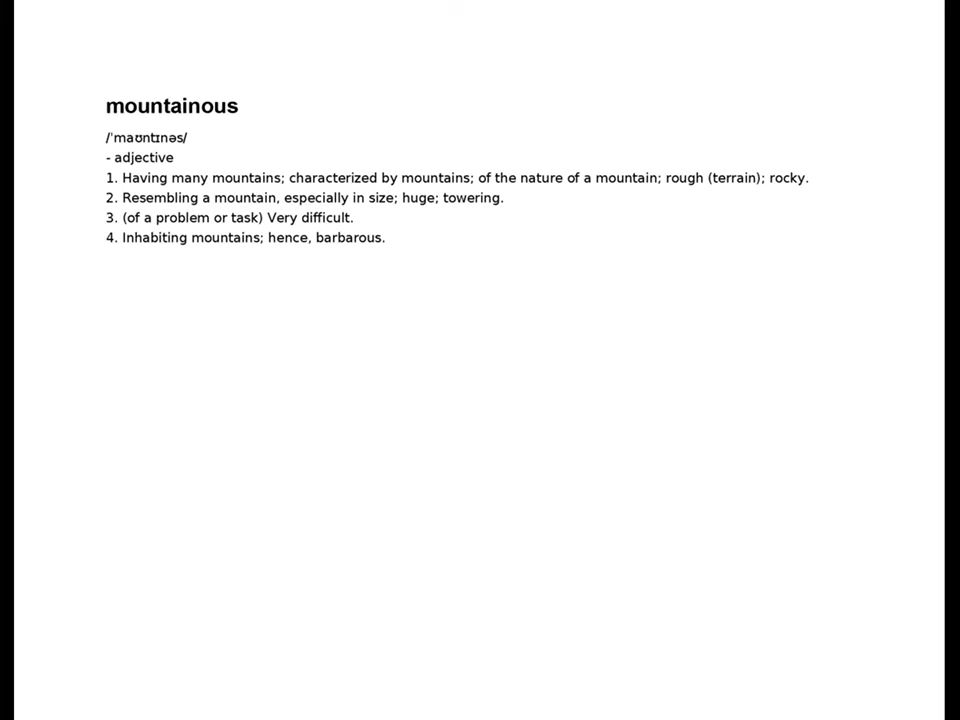 mountainous
/ˈmaʊntɪnəs/
- adjective
1. Having many mountains; characterized by mountains; of the nature of a mountain; rough (terrain); rocky.
2. Resembling a mountain, especially in size; huge; towering.
3. (of a problem or task) Very difficult.
4. Inhabiting mountains; hence, barbarous.